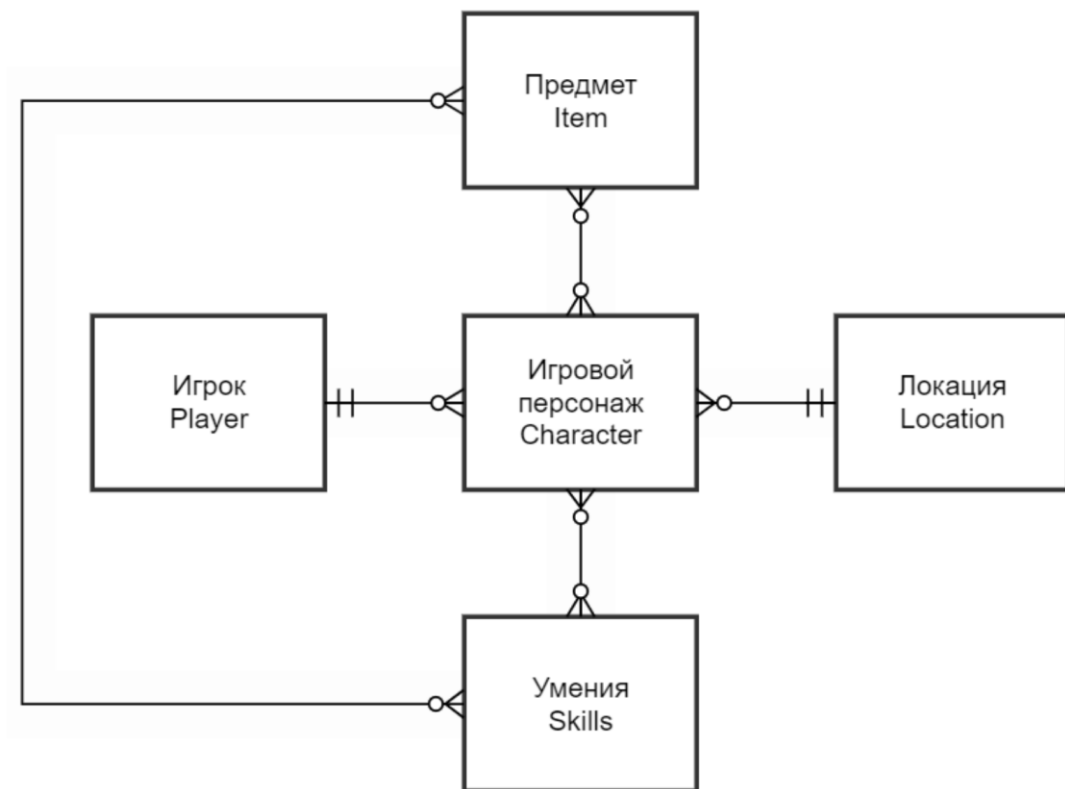 Предмет
Item
Игрок
Player
Игровой
персонаж
Character
Локация
Location
Умения
Skills